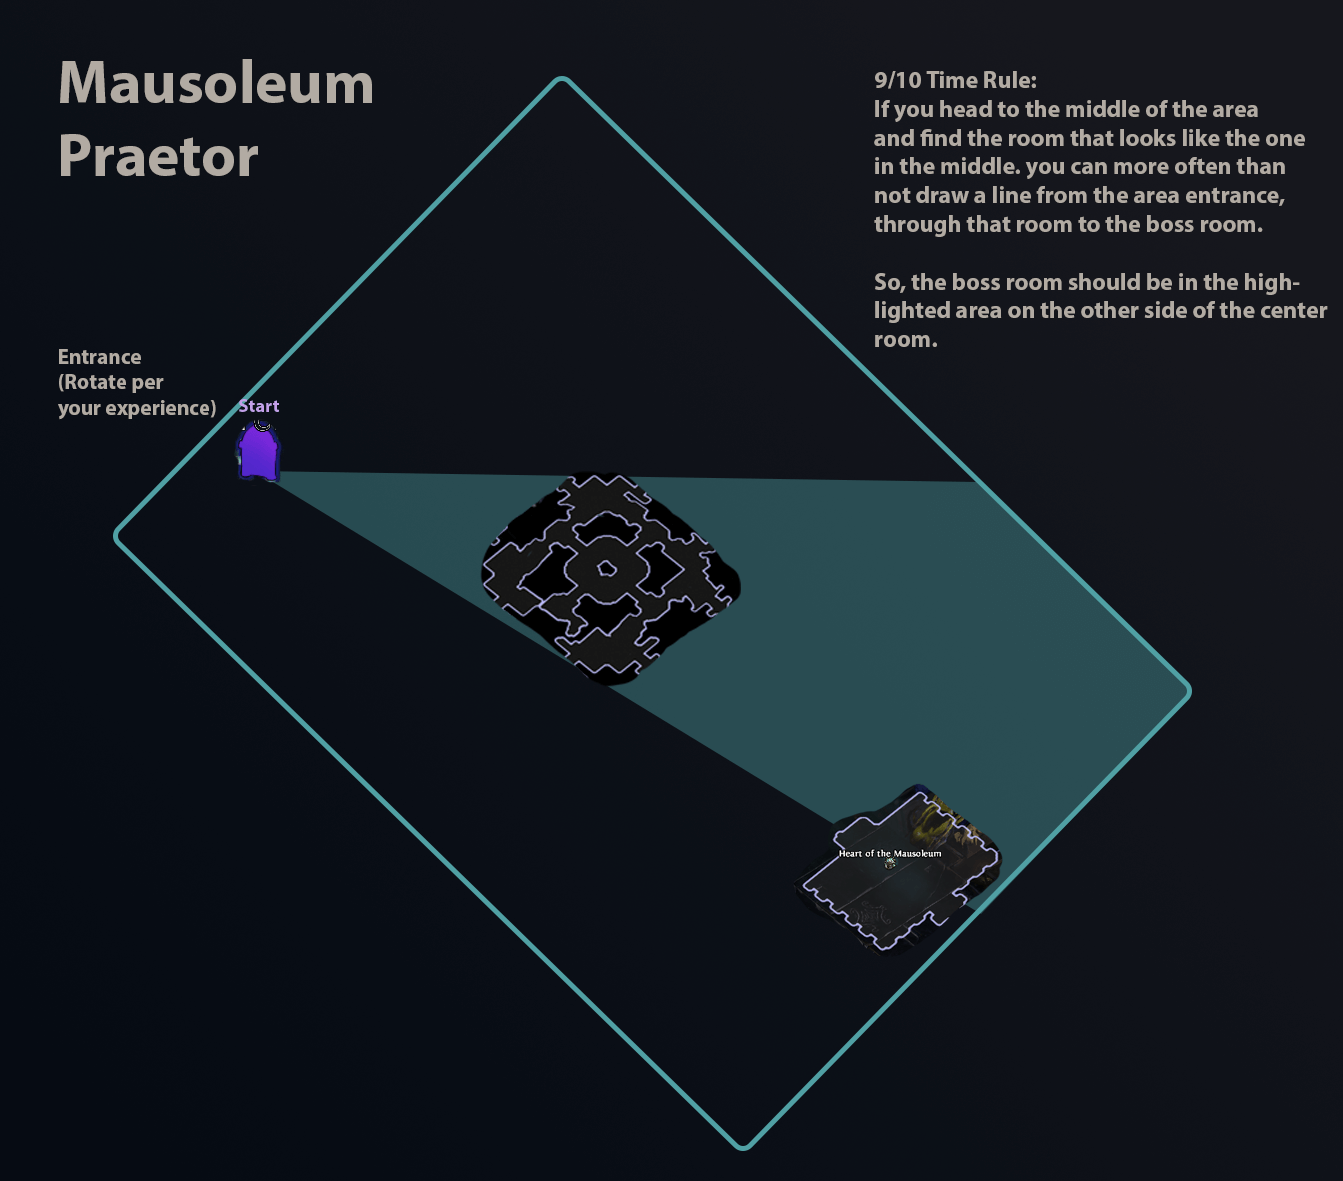 Mausoleum
Praetor
9/10 Time Rule:
If you head to the middle of the area
and find the room that looks like the one
in the middle. you can more often than
not draw a line from the area entrance,
through that room to the boss room.
So, the boss room should be in the high-
lighted area on the other side of the center
room.
Entrance
(Rotate per
your experience)
Start
Heart of the Mausoleum